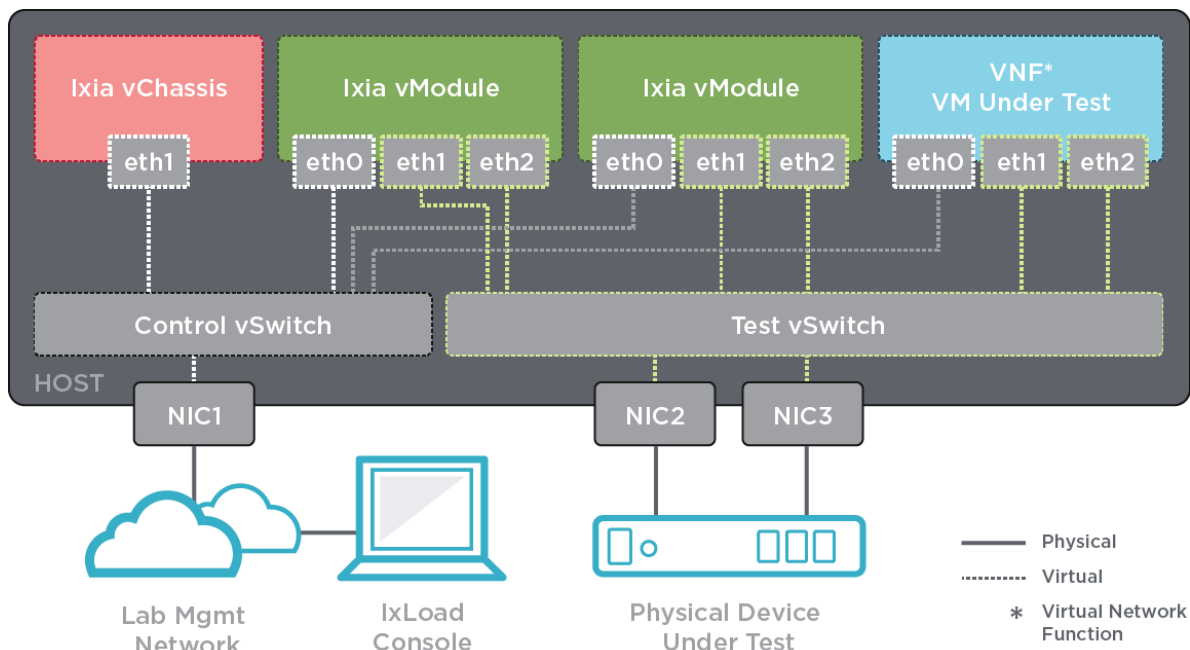 Ixia vChassis
Ixia vModule
Ixia vModule
VNF*
VM Under Test
eth1
eth0
eth1
eth2
eth0
eth1
eth2
eth0
eth1
eth2
Control vSwitch
Test vSwitch
HOST
NIC1
NIC2
NIC3
Lab Mgmt
Network
IxLoad
Console
Physical Device
Under Test
Physical
Virtual
* Virtual Network
Function